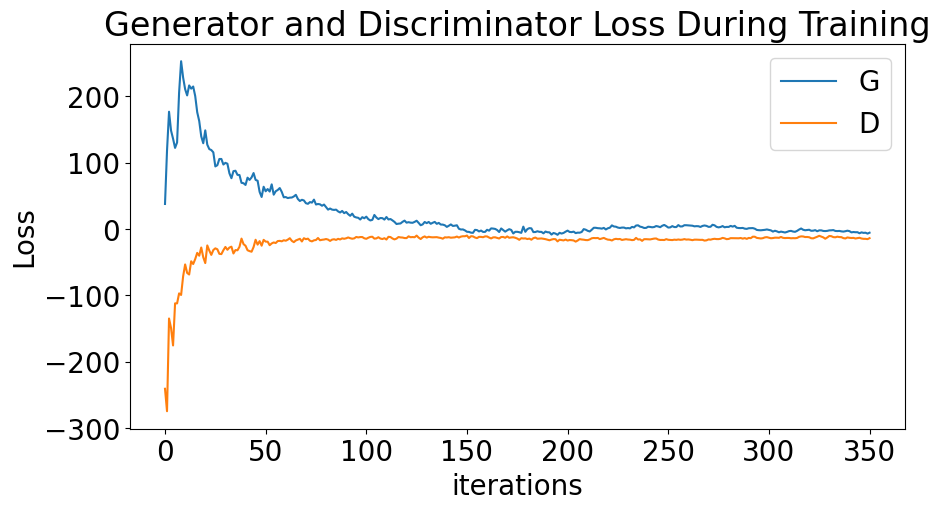 Generator and Discriminator Loss During Training
G
D
200
100
0
−100
−200
−300
Loss
0 50 100 150 200 250 300 350
iterations